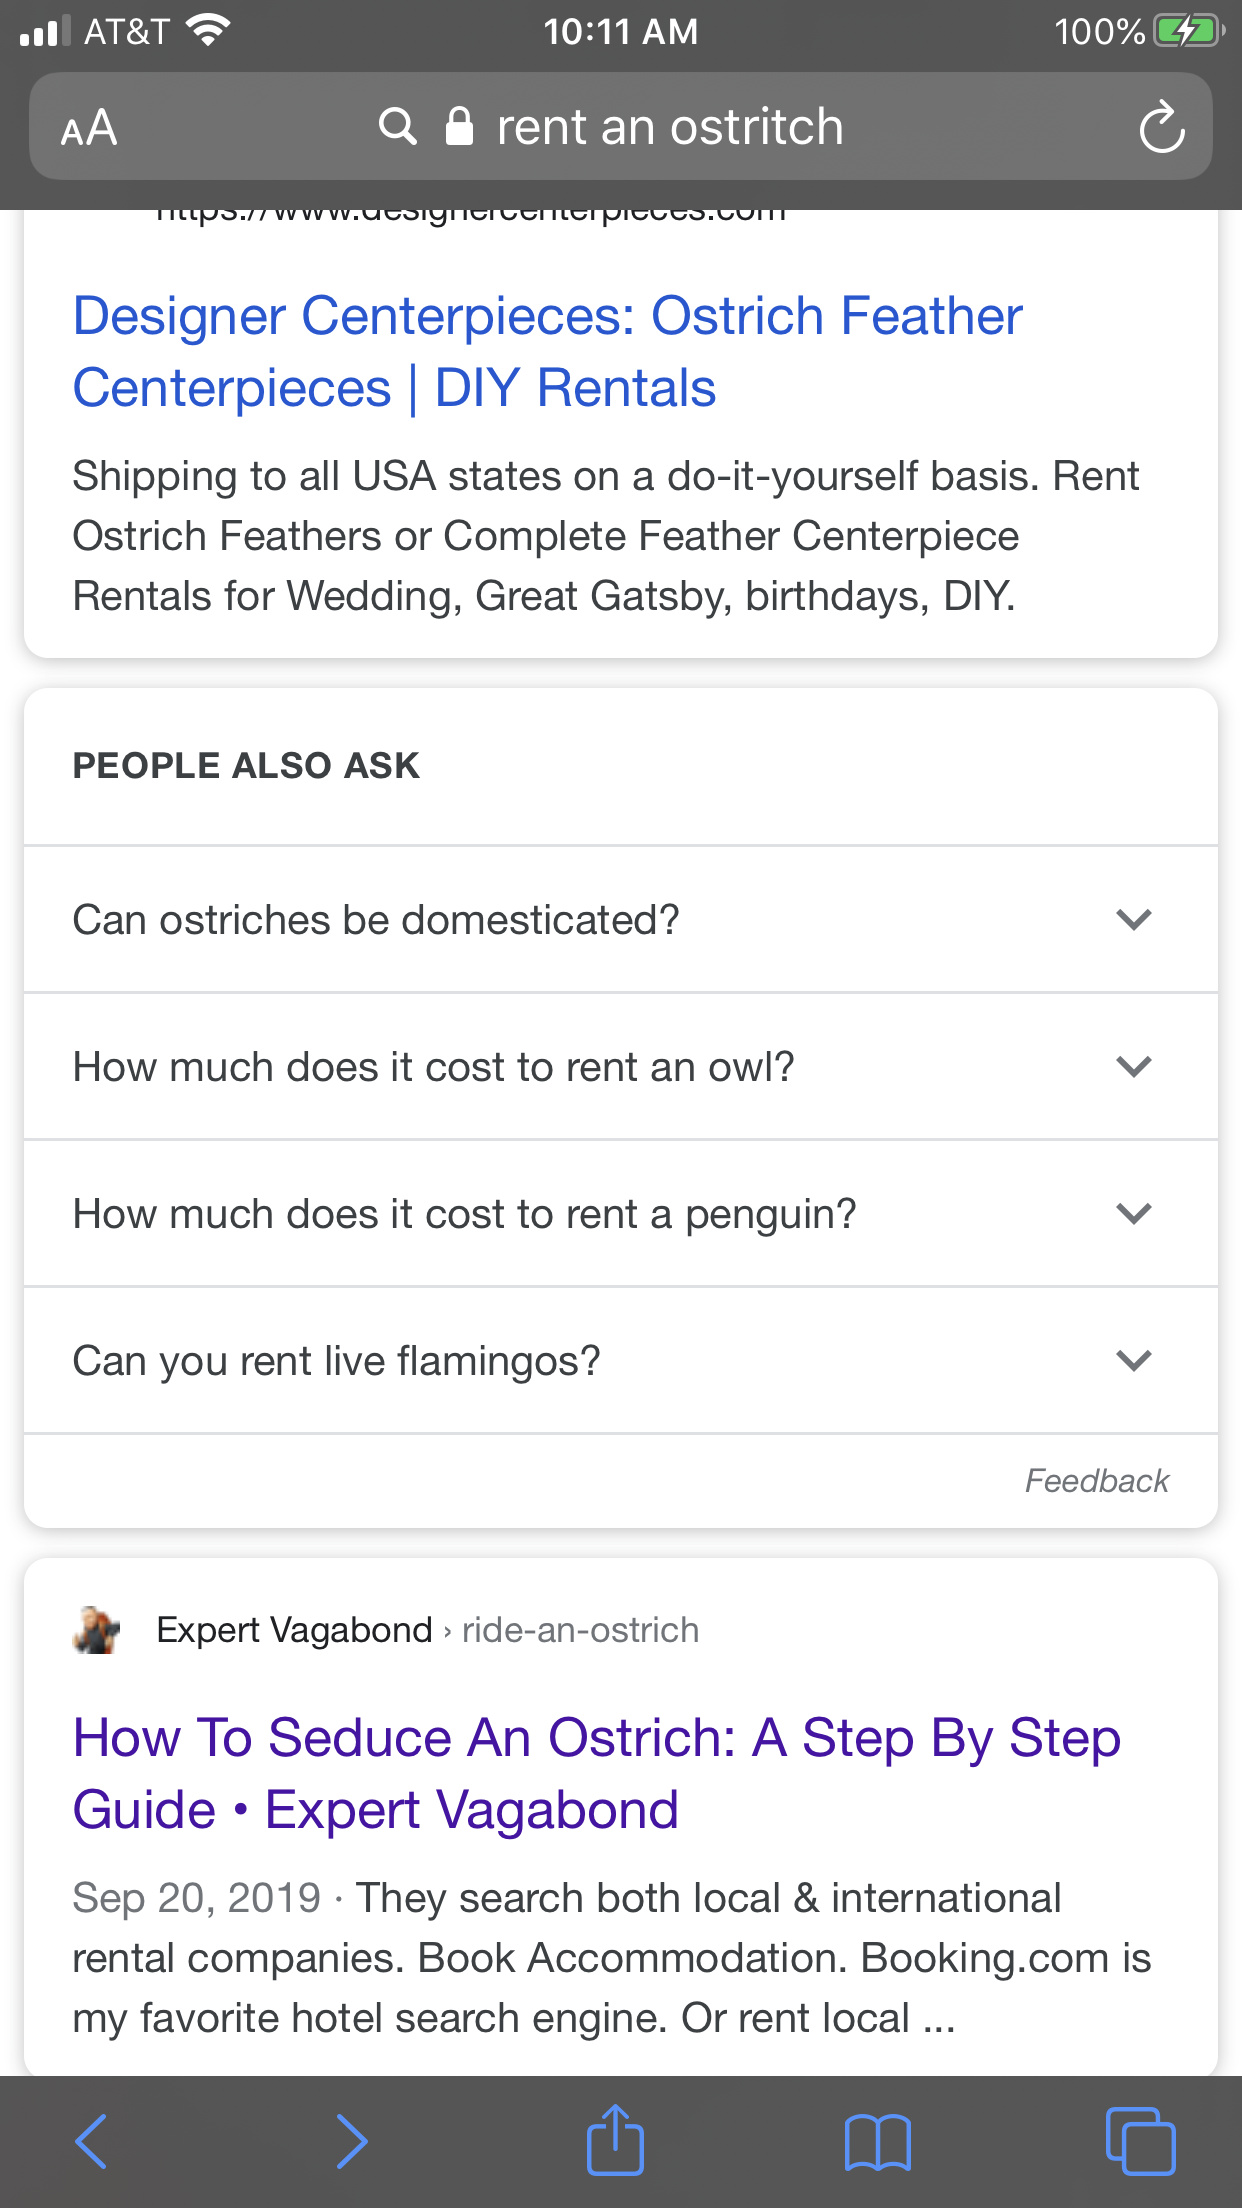 AT&T 10:11 AM 100%
AA rent an ostritch
https://www.designercenterpieces.com
Designer Centerpieces: Ostrich Feather
Centerpieces | DIY Rentals
Shipping to all USA states on a do-it-yourself basis. Rent
Ostrich Feathers or Complete Feather Centerpiece
Rentals for Wedding, Great Gatsby, birthdays, DIY.
PEOPLE ALSO ASK
Can ostriches be domesticated?
How much does it cost to rent an owl?
How much does it cost to rent a penguin?
Can you rent live flamingos?
Feedback
Expert Vagabond › ride-an-ostrich
How To Seduce An Ostrich: A Step By Step
Guide • Expert Vagabond
Sep 20, 2019 · They search both local & international
rental companies. Book Accommodation. Booking.com is
my favorite hotel search engine. Or rent local ...